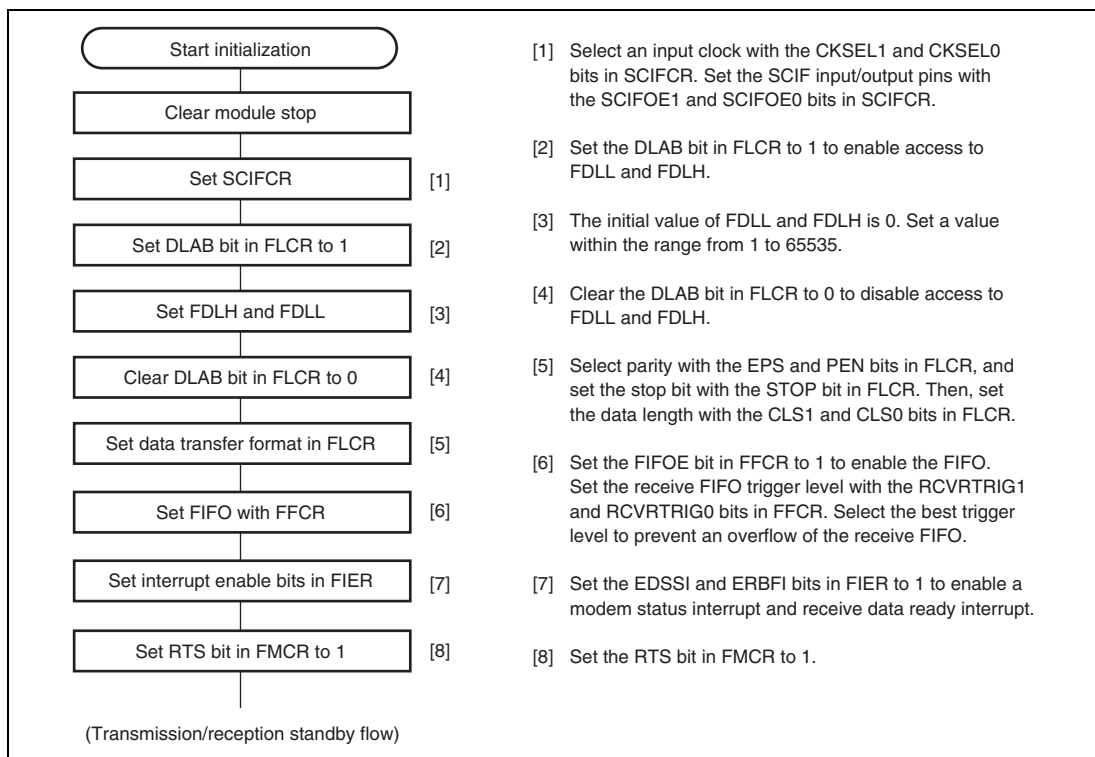 Start initialization
Clear module stop
Set SCIFCR
[1]
Set DLAB bit in FLCR to 1
[2]
Set FDLH and FDLL
[3]
Clear DLAB bit in FLCR to 0
[4]
Set data transfer format in FLCR
[5]
Set FIFO with FFCR
[6]
Set interrupt enable bits in FIER
[7]
Set RTS bit in FMCR to 1
[8]
(Transmission/reception standby flow)
[1] Select an input clock with the CKSEL1 and CKSEL0
bits in SCIFCR. Set the SCIF input/output pins with
the SCIFOE1 and SCIFOE0 bits in SCIFCR.
[2] Set the DLAB bit in FLCR to 1 to enable access to
FDLL and FDLH.
[3] The initial value of FDLL and FDLH is 0. Set a value
within the range from 1 to 65535.
[4] Clear the DLAB bit in FLCR to 0 to disable access to
FDLL and FDLH.
[5] Select parity with the EPS and PEN bits in FLCR, and
set the stop bit with the STOP bit in FLCR. Then, set
the data length with the CLS1 and CLS0 bits in FLCR.
[6] Set the FIFOE bit in FFCR to 1 to enable the FIFO.
Set the receive FIFO trigger level with the RCVRTRIG1
and RCVRTRIG0 bits in FFCR. Select the best trigger
level to prevent an overflow of the receive FIFO.
[7] Set the EDSSI and ERBFI bits in FIER to 1 to enable a
modem status interrupt and receive data ready interrupt.
[8] Set the RTS bit in FMCR to 1.